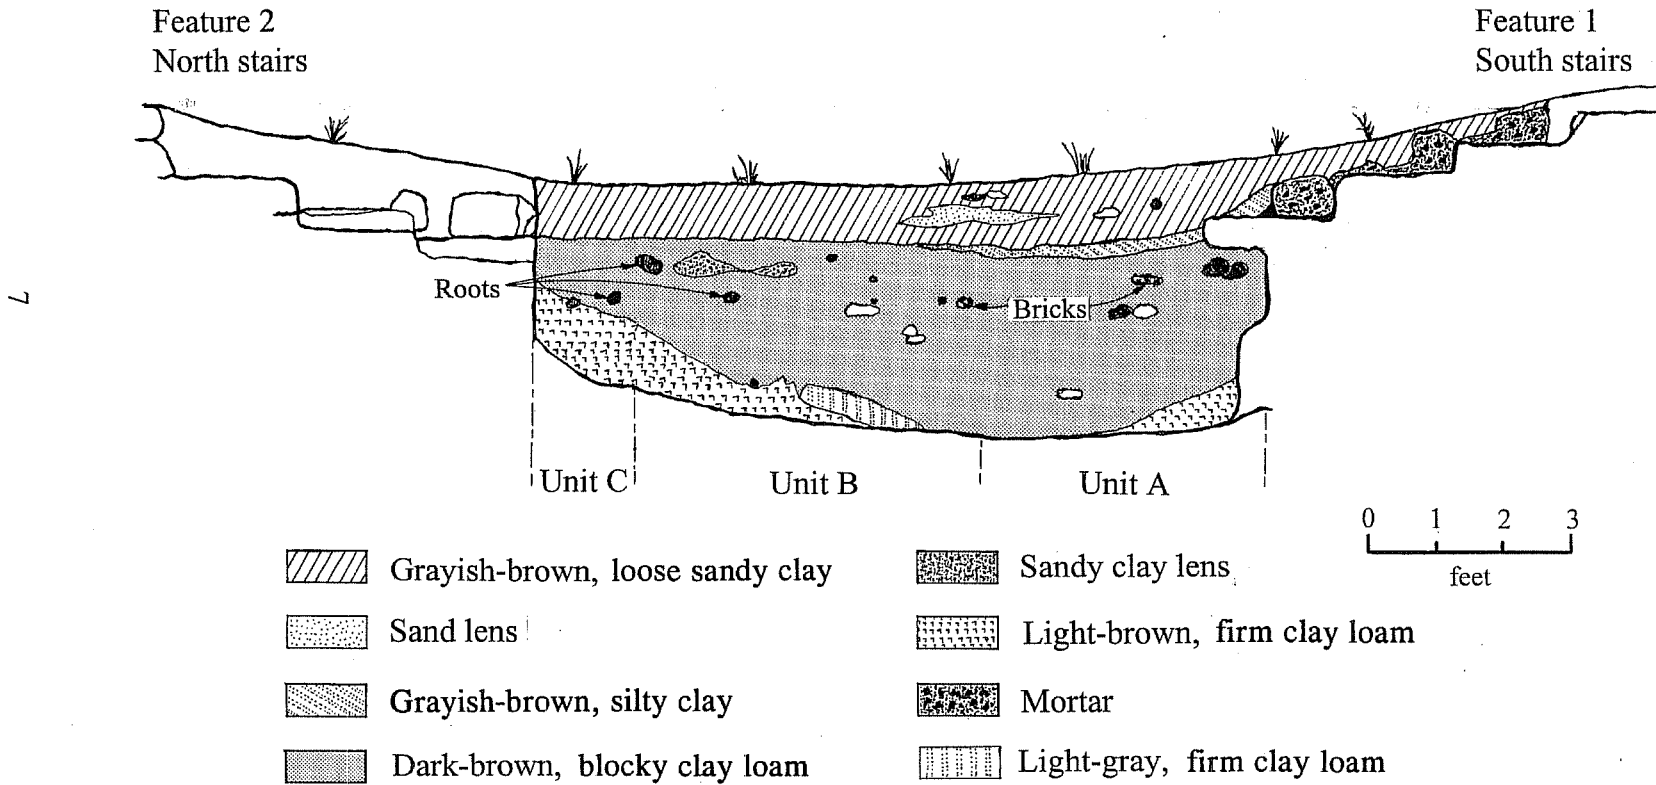 Feature 2
North stairs
Feature 1
South stairs
Roots
Bricks
7
Unit C
Unit B
Unit A
0 1 2 3
feet
Grayish-brown, loose sandy clay
Sand lens
Grayish-brown, silty clay
Dark-brown, blocky clay loam
Sandy clay lens
Light-brown, firm clay loam
Mortar
Light-gray, firm clay loam